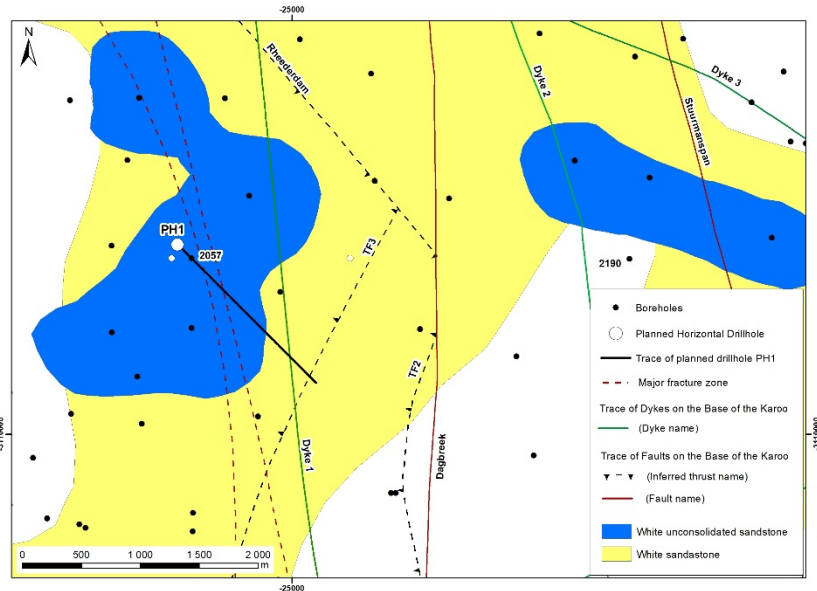 -25000
N
Rheederdam
Dyke 2
Dyke 3
Stuurmanspan
PH1
2057
TF3
2190
TF2
Dyke 1
Dagbreek
-3110000
-3110000
Boreholes
Planned Horizontal Drillhole
Trace of planned drillhole PH1
Major fracture zone
Trace of Dykes on the Base of the Karoo
(Dyke name)
Trace of Faults on the Base of the Karoo
(Inferred thrust name)
(Fault name)
White unconsolidated sandstone
White sandastone
0 500 1 000 1 500 2 000
m
-25000